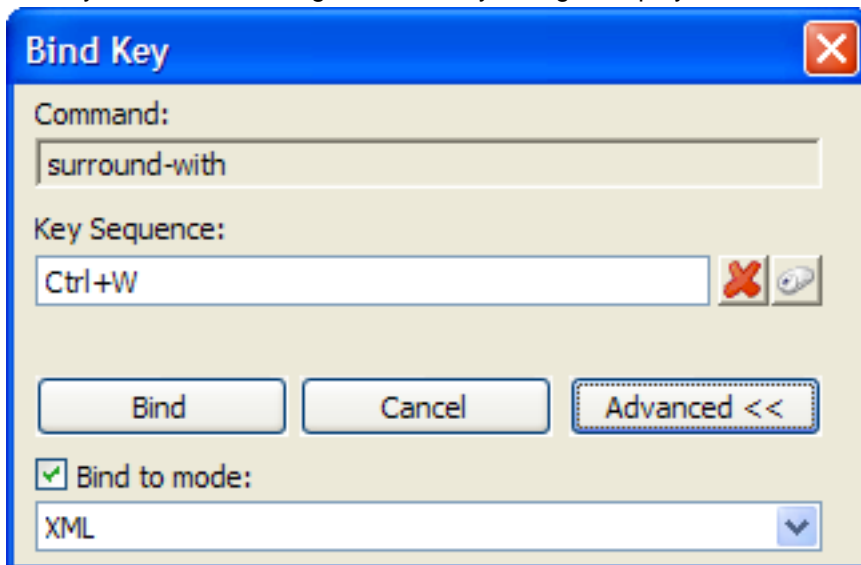 Bind Key
Command:
surround-with
Key Sequence:
Ctrl+W
Bind Cancel Advanced <<
Bind to mode:
XML